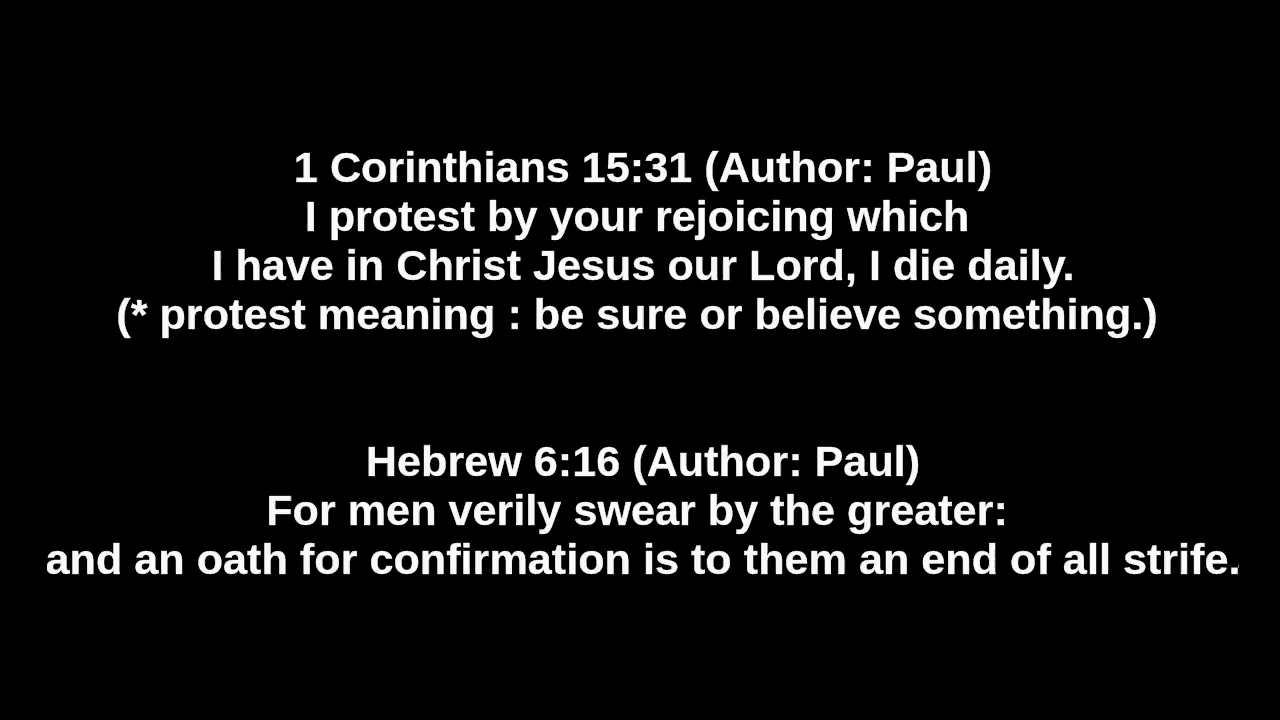 1 Corinthians 15:31 (Author: Paul)
I protest by your rejoicing which
I have in Christ Jesus our Lord, I die daily.
(* protest meaning : be sure or believe something.)
Hebrew 6:16 (Author: Paul)
For men verily swear by the greater:
and an oath for confirmation is to them an end of all strife.